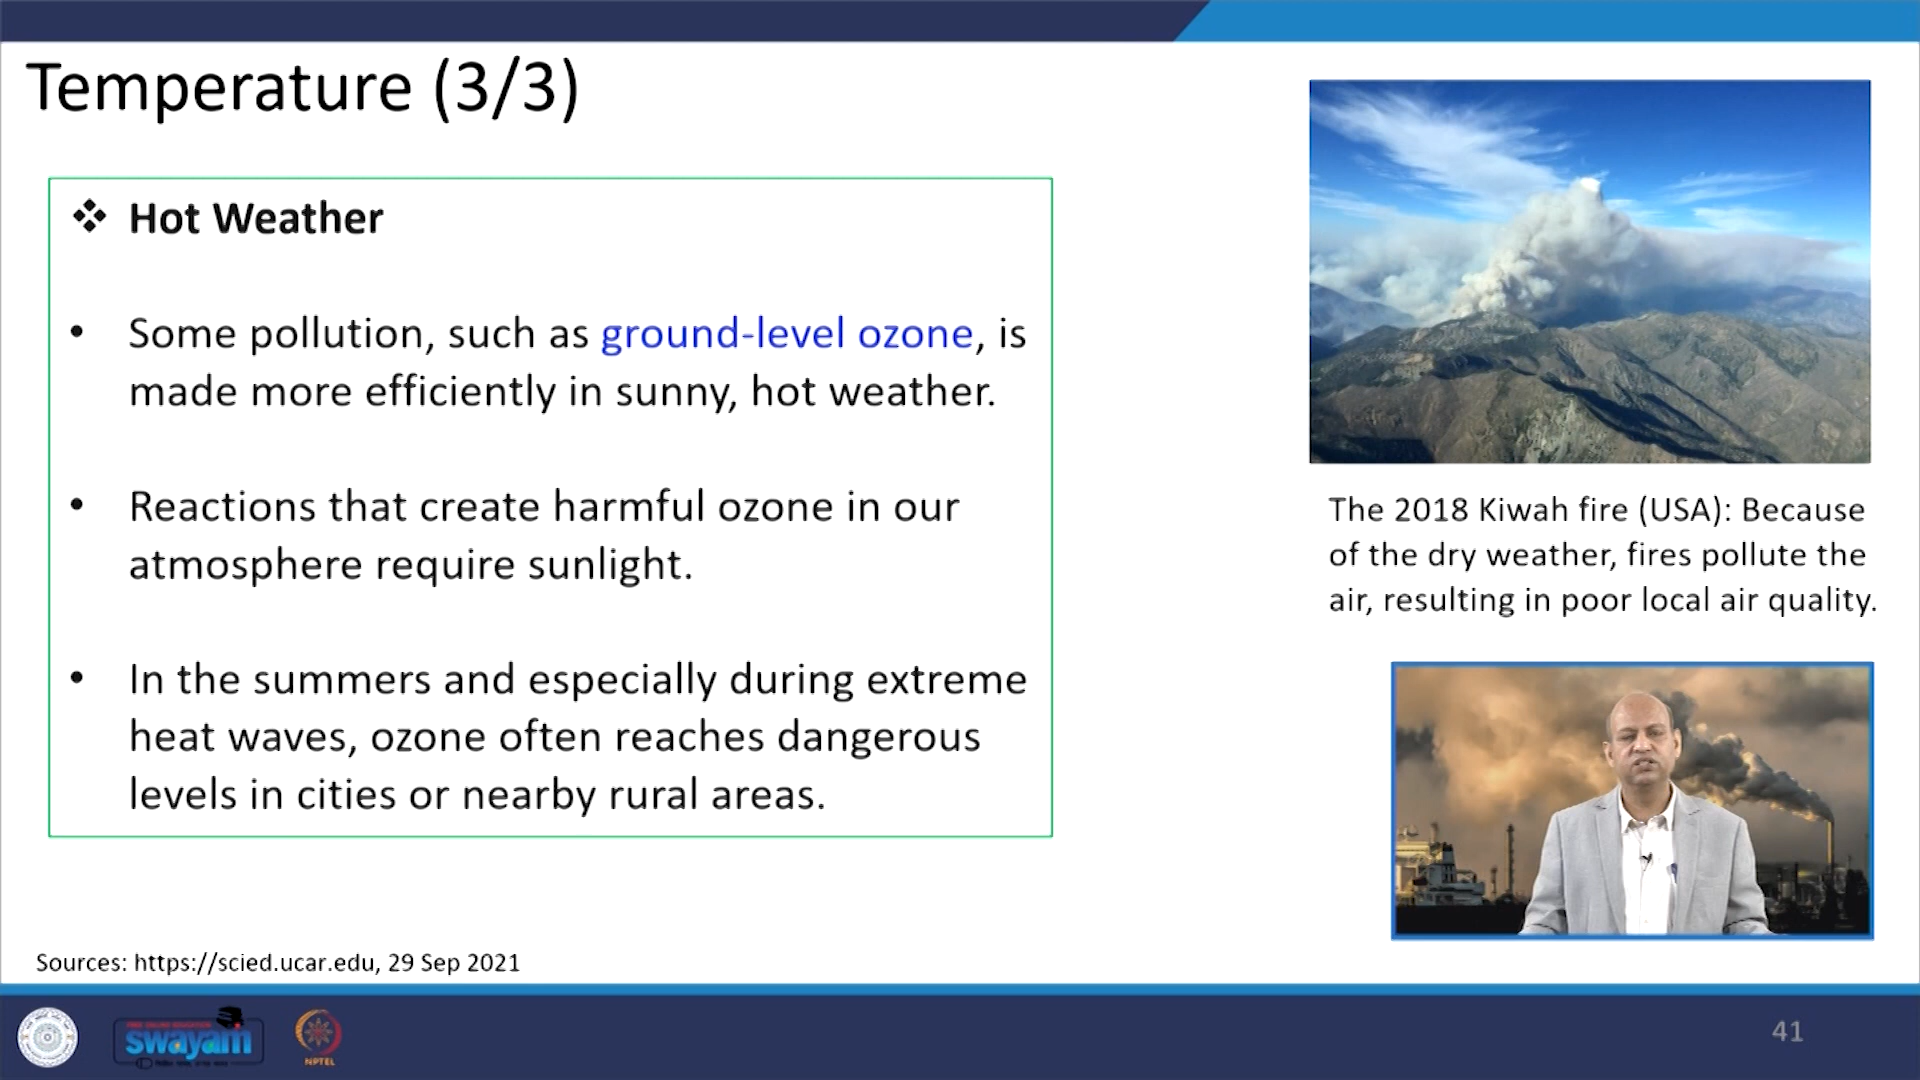 Temperature (3/3)
❖ Hot Weather
• Some pollution, such as ground-level ozone, is
made more efficiently in sunny, hot weather.
• Reactions that create harmful ozone in our
atmosphere require sunlight.
• In the summers and especially during extreme
heat waves, ozone often reaches dangerous
levels in cities or nearby rural areas.
The 2018 Kiwah fire (USA): Because
of the dry weather, fires pollute the
air, resulting in poor local air quality.
Sources: https://scied.ucar.edu, 29 Sep 2021
FREE ONLINE EDUCATION
swayam
NPTEL
41